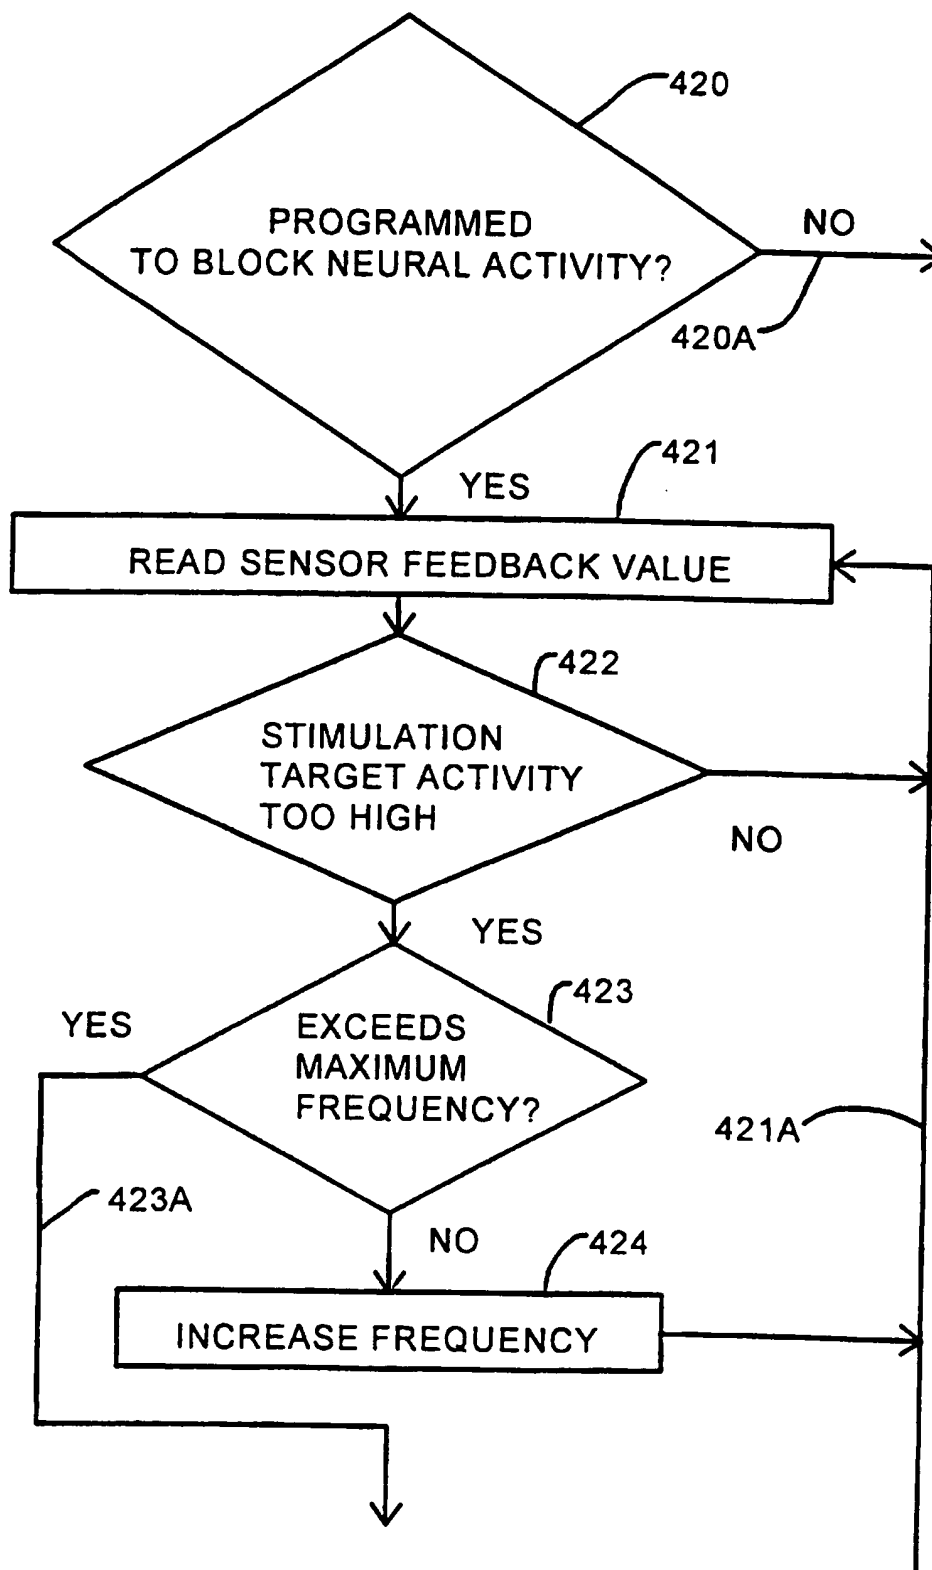 420
PROGRAMMED
TO BLOCK NEURAL ACTIVITY?
NO
420A
YES
421
READ SENSOR FEEDBACK VALUE
422
STIMULATION
TARGET ACTIVITY
TOO HIGH
NO
YES
423
YES
EXCEEDS
MAXIMUM
FREQUENCY?
421A
423A
NO
424
INCREASE FREQUENCY